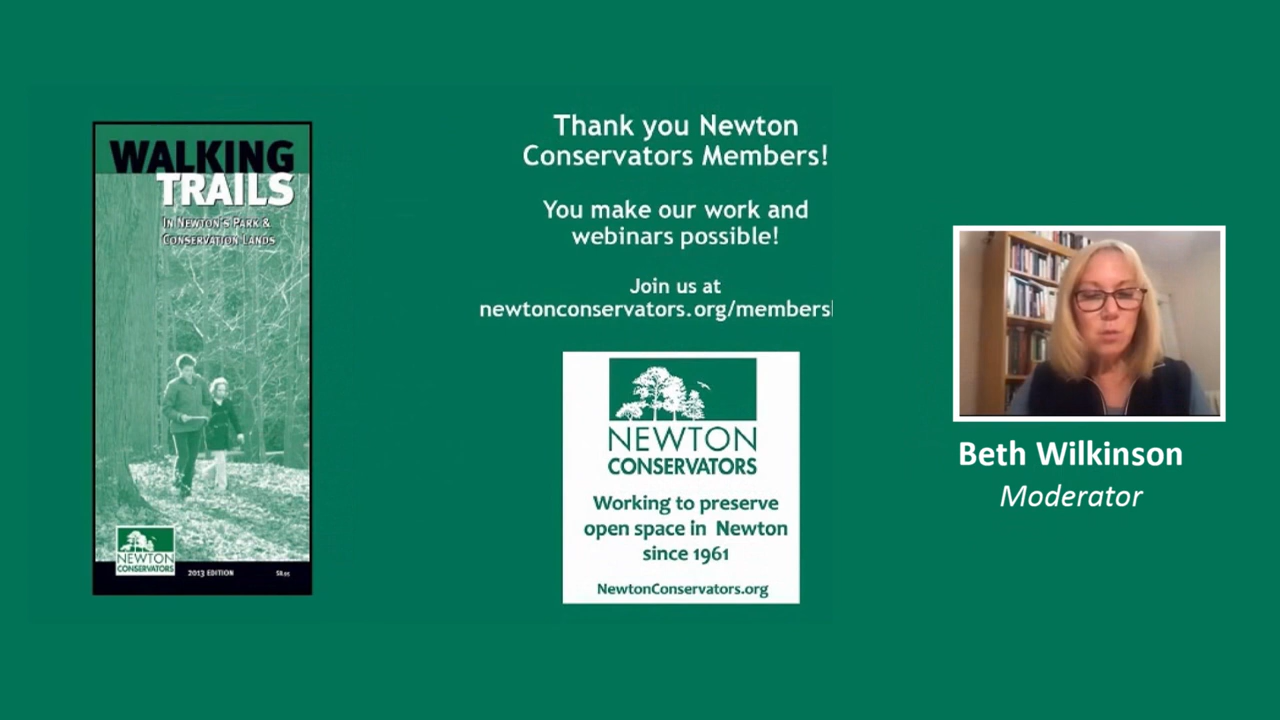 WALKING
TRAILS
IN NEWTON'S PARK &
CONSERVATION LANDS
NEWTON
CONSERVATORS
2013 EDITION
$8.95
Thank you Newton
Conservators Members!
You make our work and
webinars possible!
Join us at
newtonconservators.org/members
NEWTON
CONSERVATORS
Working to preserve
open space in Newton
since 1961
NewtonConservators.org
Beth Wilkinson
Moderator